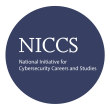 NICCS
National Initiative for
Cybersecurity Careers and Studies